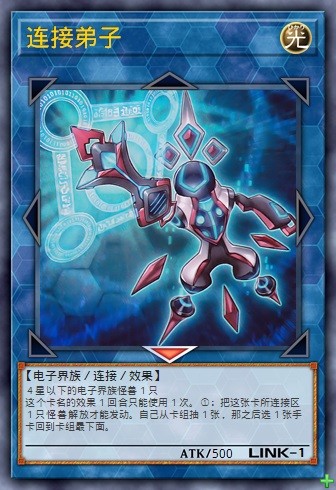 连接弟子
光
【电子界族／连接／效果】
４星以下的电子界族怪兽１只
这个卡名的效果１回合只能使用１次。①：把这张卡所连接区
１只怪兽解放才能发动。自己从卡组抽１张，那之后选１张手
卡回到卡组最下面。
ATK/500 LINK-1